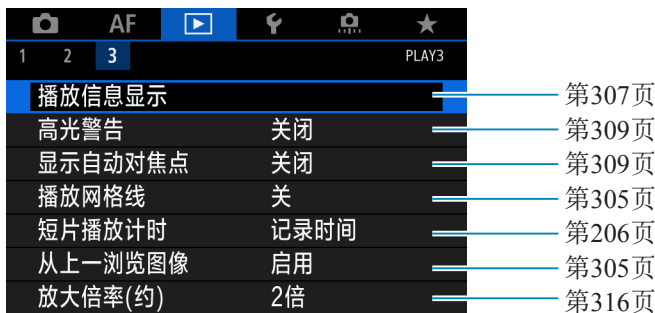 AF
1 2 3 PLAY3
播放信息显示 第307页
高光警告 关闭 第309页
显示自动对焦点 关闭 第309页
播放网格线 关 第305页
短片播放计时 记录时间 第206页
从上一浏览图像 启用 第305页
放大倍率(约) 2倍 第316页